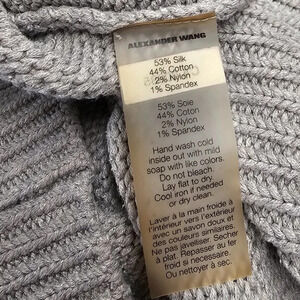 ALEXANDER WANG
53% Silk
44% Cotton
2% Nylon
1% Spandex
53% Soie
44% Coton
2% Nylon
1% Spandex
Hand wash cold
inside out with mild
soap with like colors.
Do not bleach.
Lay flat to dry.
Cool iron if needed
or dry clean.
Laver à la main froide à
l'intérieur vers l'extérieur
avec un savon doux et
des couleurs similaires.
Ne pas javelliser. Secher
à plat. Repasser au fer
froid si necessaire
ou nettoyer à sec.